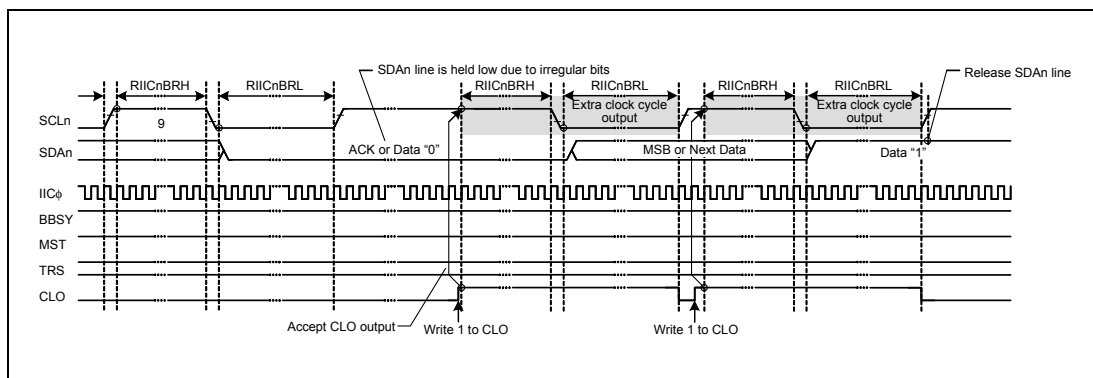 SDAn line is held low due to irregular bits
Release SDAn line
RIICnBRH
RIICnBRL
RIICnBRH
RIICnBRL
RIICnBRH
RIICnBRL
SCLn
9
Extra clock cycle
output
Extra clock cycle
output
SDAn
ACK or Data “0”
MSB or Next Data
Data “1”
IICϕ
BBSY
MST
TRS
CLO
Accept CLO output
Write 1 to CLO
Write 1 to CLO